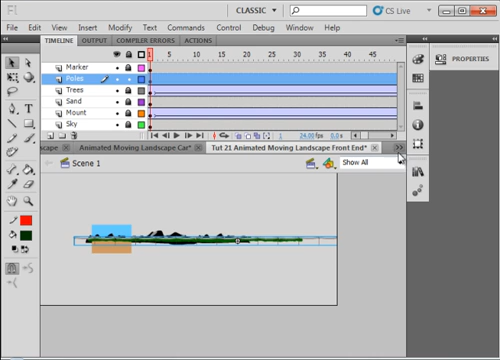 Fl
CLASSIC
CS Live
File Edit View Insert Modify Text Commands Control Debug Window Help
TIMELINE OUTPUT COMPILER ERRORS ACTIONS
PROPERTIES
1 5 10 15 20 25 30 35 40 45
Marker
Poles
Trees
Sand
Mount
Sky
1 24.00 fps 0.0 s
scape × Animated Moving Landscape Car* × Tut 21 Animated Moving Landscape Front End* ×
Scene 1
Show All